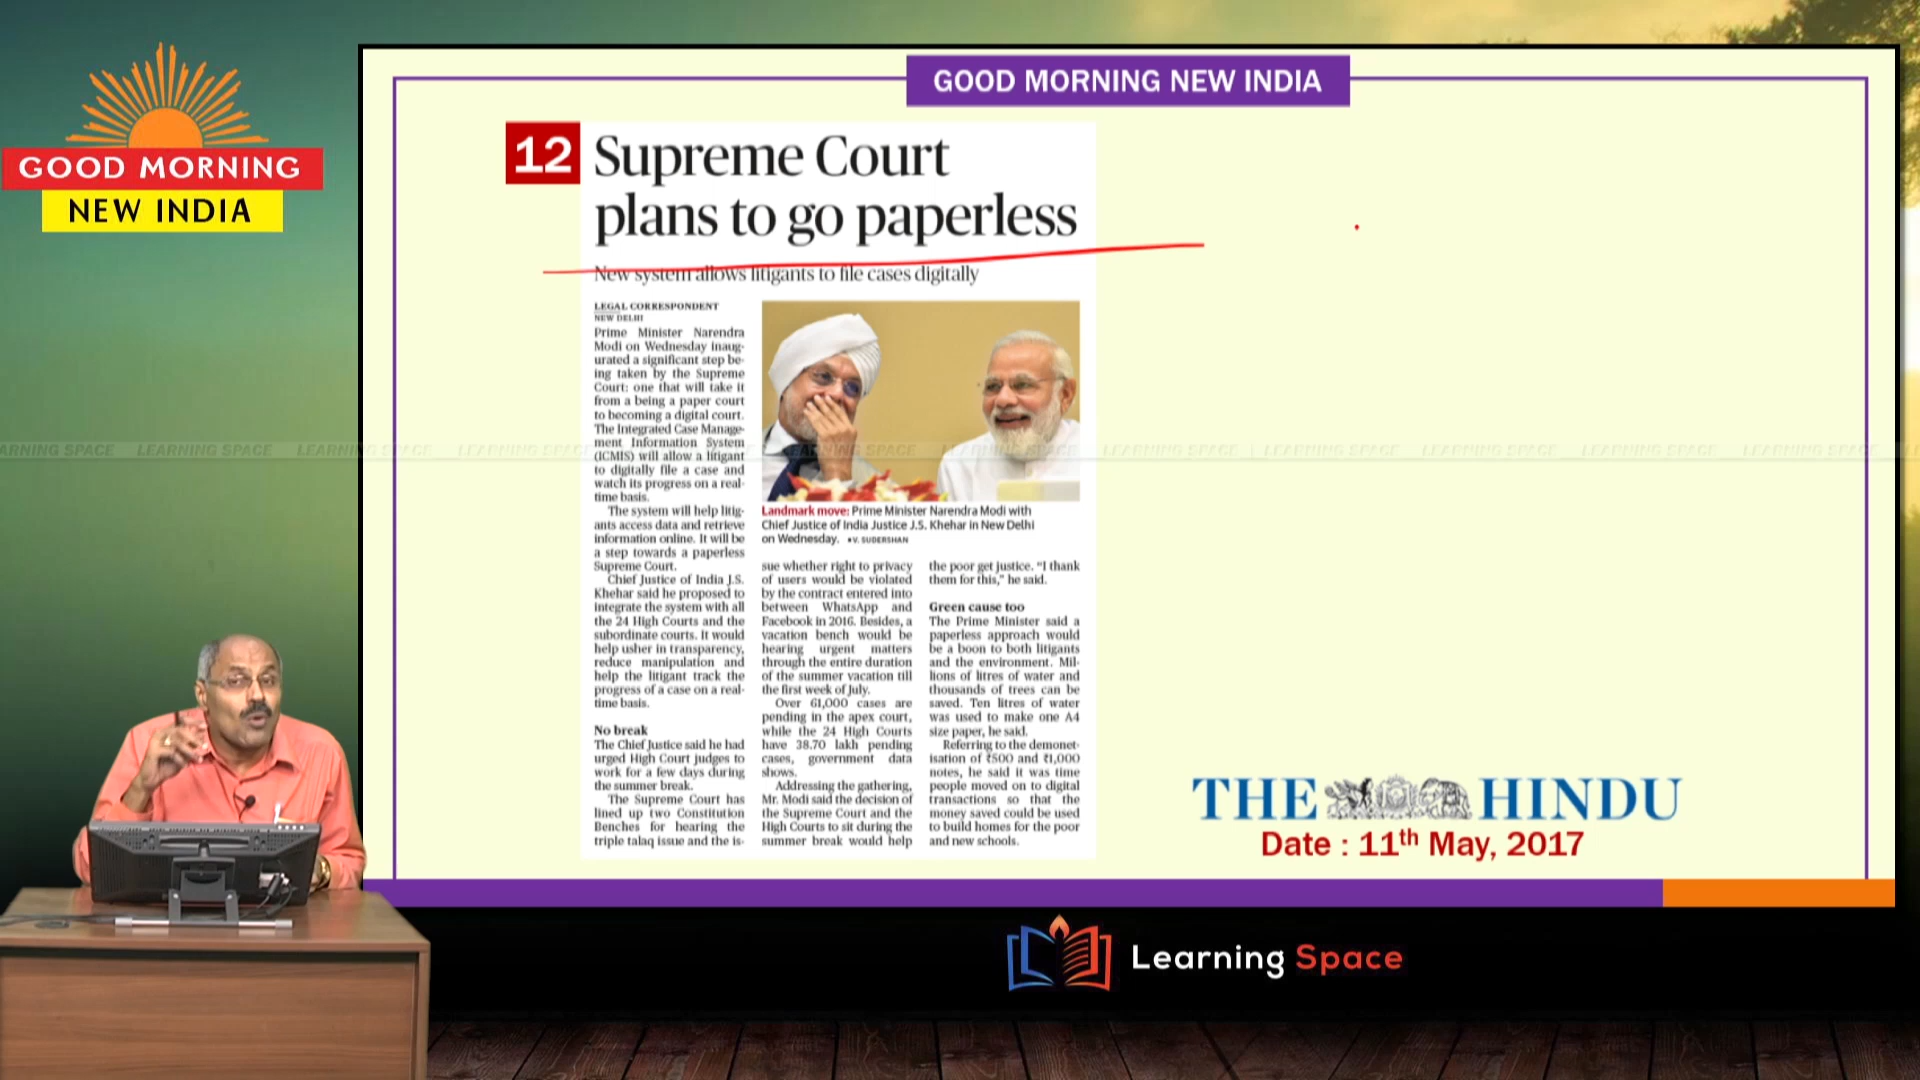 GOOD MORNING
NEW INDIA
GOOD MORNING NEW INDIA
12
Supreme Court
plans to go paperless
New system allows litigants to file cases digitally
LEGAL CORRESPONDENT
NEW DELHI
Prime Minister Narendra
Modi on Wednesday inaug-
urated a significant step be-
ing taken by the Supreme
Court: one that will take it
from a being a paper court
to becoming a digital court.
The Integrated Case Manage-
ment Information System
(ICMIS) will allow a litigant
to digitally file a case and
watch its progress on a real-
time basis.
The system will help litig-
ants access data and retrieve
information online. It will be
a step towards a paperless
Supreme Court.
Chief Justice of India J.S.
Khehar said he proposed to
integrate the system with all
the 24 High Courts and the
subordinate courts. It would
help usher in transparency,
reduce manipulation and
help the litigant track the
progress of a case on a real-
time basis.
No break
The Chief Justice said he had
urged High Court judges to
work for a few days during
the summer break.
The Supreme Court has
lined up two Constitution
Benches for hearing the
triple talaq issue and the is-
Landmark move: Prime Minister Narendra Modi with
Chief Justice of India Justice J.S. Khehar in New Delhi
on Wednesday. •V. SUDERSHAN
sue whether right to privacy
of users would be violated
by the contract entered into
between WhatsApp and
Facebook in 2016. Besides, a
vacation bench would be
hearing urgent matters
through the entire duration
of the summer vacation till
the first week of July.
Over 61,000 cases are
pending in the apex court,
while the 24 High Courts
have 38.70 lakh pending
cases, government data
shows.
Addressing the gathering,
Mr. Modi said the decision of
the Supreme Court and the
High Courts to sit during the
summer break would help
the poor get justice. “I thank
them for this,” he said.
Green cause too
The Prime Minister said a
paperless approach would
be a boon to both litigants
and the environment. Mil-
lions of litres of water and
thousands of trees can be
saved. Ten litres of water
was used to make one A4
size paper, he said.
Referring to the demonet-
isation of ₹500 and ₹1,000
notes, he said it was time
people moved on to digital
transactions so that the
money saved could be used
to build homes for the poor
and new schools.
THE HINDU
Date : 11th May, 2017
LEARNING SPACE LEARNING SPACE LEARNING SPACE LEARNING SPACE LEARNING SPACE LEARNING SPACE LEARNING SPACE LEARNING SPACE LEARNING SPACE
Learning Space